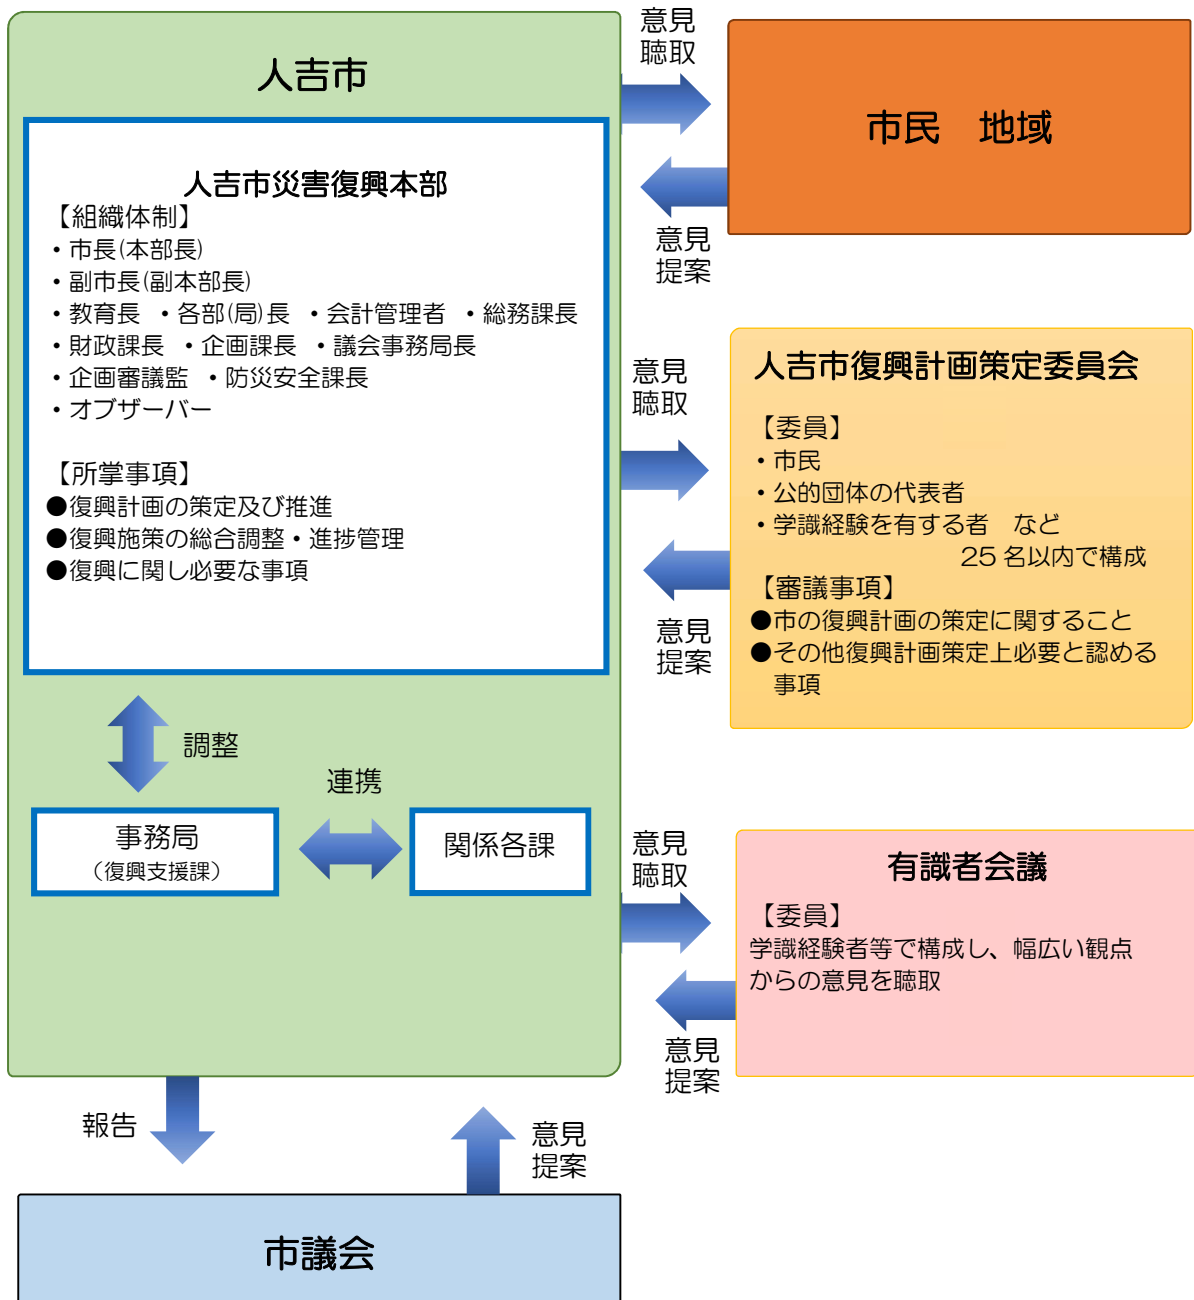 人吉市
人吉市災害復興本部
【組織体制】
・市長(本部長)
・副市長(副本部長)
・教育長 ・各部(局)長 ・会計管理者 ・総務課長
・財政課長 ・企画課長 ・議会事務局長
・企画審議監 ・防災安全課長
・オブザーバー
【所掌事項】
●復興計画の策定及び推進
●復興施策の総合調整・進捗管理
●復興に関し必要な事項
調整
連携
事務局
（復興支援課）
関係各課
意見
聴取
市民　地域
意見
提案
意見
聴取
人吉市復興計画策定委員会
【委員】
・市民
・公的団体の代表者
・学識経験を有する者　など
25 名以内で構成
【審議事項】
●市の復興計画の策定に関すること
●その他復興計画策定上必要と認める
事項
意見
提案
意見
聴取
有識者会議
【委員】
学識経験者等で構成し、幅広い観点
からの意見を聴取
意見
提案
報告
意見
提案
市議会